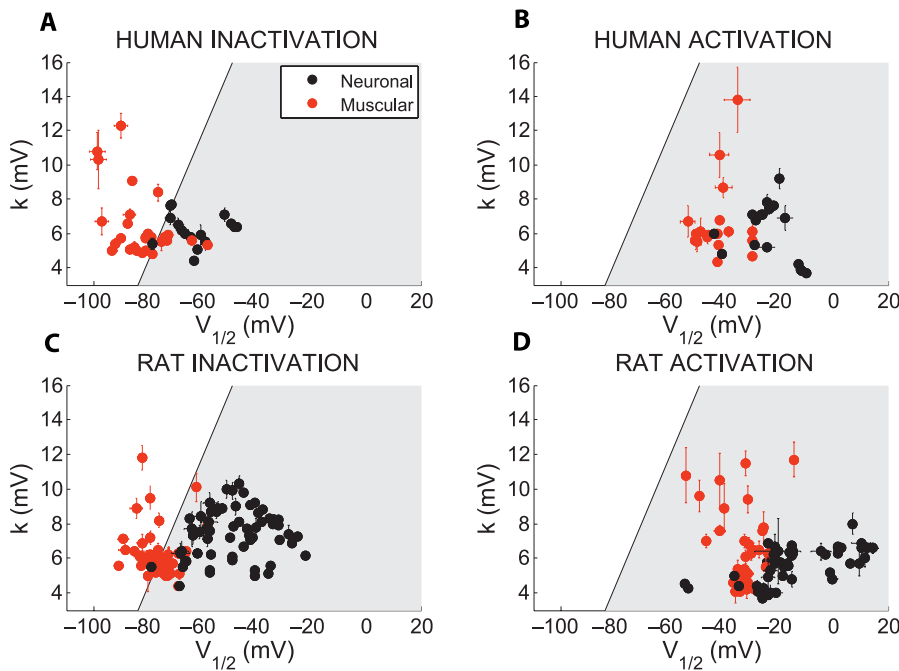 A
HUMAN INACTIVATION
16
14
12
10
8
6
4
k (mV)
Neuronal
Muscular
−100 −80 −60 −40 −20 0 20
V1/2 (mV)
B
HUMAN ACTIVATION
16
14
12
10
8
6
4
k (mV)
−100 −80 −60 −40 −20 0 20
V1/2 (mV)
C
RAT INACTIVATION
16
14
12
10
8
6
4
k (mV)
−100 −80 −60 −40 −20 0 20
V1/2 (mV)
D
RAT ACTIVATION
16
14
12
10
8
6
4
k (mV)
−100 −80 −60 −40 −20 0 20
V1/2 (mV)